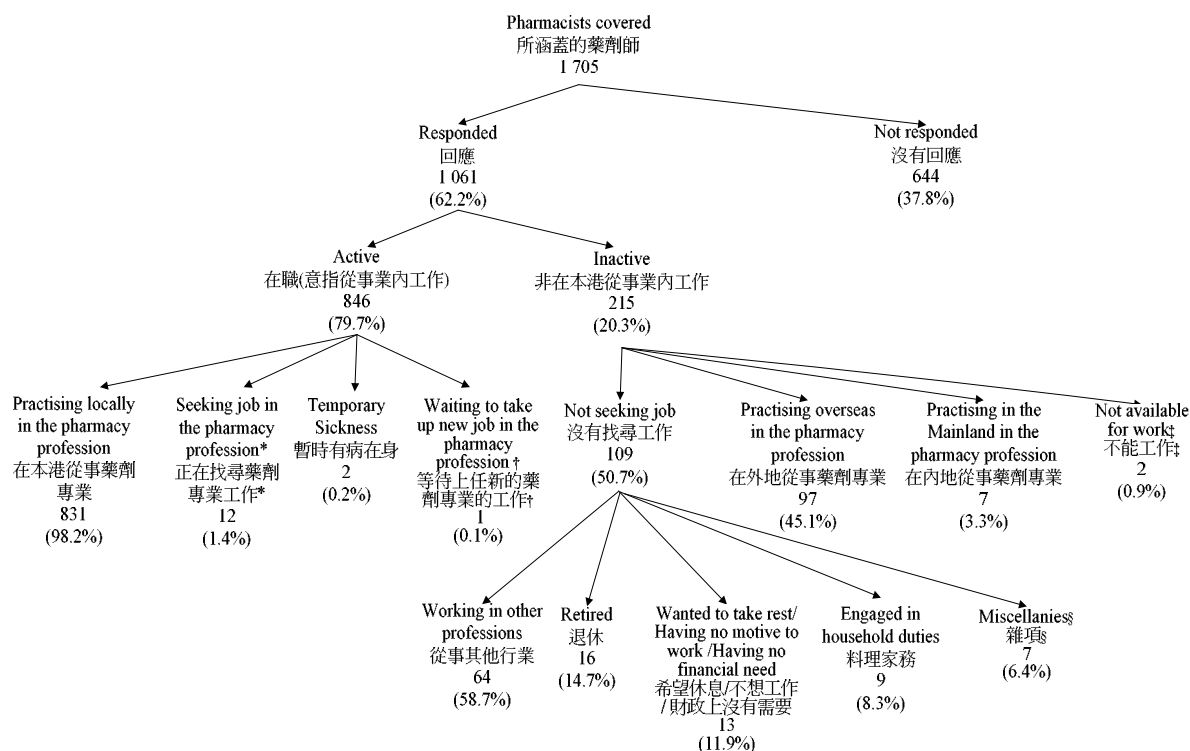 Pharmacists covered
所涵蓋的藥劑師
1 705
Responded
回應
1 061
(62.2%)
Not responded
沒有回應
644
(37.8%)
Active
在職(意指從事業內工作)
846
(79.7%)
Inactive
非在本港從事業內工作
215
(20.3%)
Practising locally
in the pharmacy
profession
在本港從事藥劑
專業
831
(98.2%)
Seeking job in
the pharmacy
profession*
正在找尋藥劑
專業工作*
12
(1.4%)
Temporary
Sickness
暫時有病在身
2
(0.2%)
Waiting to take
up new job in the
pharmacy
profession †
等待上任新的藥
劑專業的工作†
1
(0.1%)
Not seeking job
沒有找尋工作
109
(50.7%)
Practising overseas
in the pharmacy
profession
在外地從事藥劑專業
97
(45.1%)
Practising in the
Mainland in the
pharmacy profession
在內地從事藥劑專業
7
(3.3%)
Not available
for work‡
不能工作‡
2
(0.9%)
Working in other
professions
從事其他行業
64
(58.7%)
Retired
退休
16
(14.7%)
Wanted to take rest/
Having no motive to
work /Having no
financial need
希望休息/不想工作
/財政上沒有需要
13
(11.9%)
Engaged in
household duties
料理家務
9
(8.3%)
Miscellanies§
雜項§
7
(6.4%)